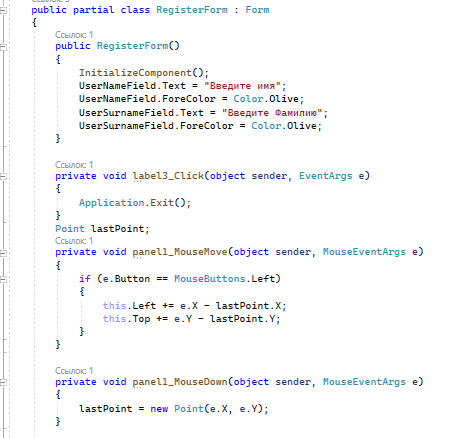 public partial class RegisterForm : Form
{
Ссылок: 1
public RegisterForm()
{
InitializeComponent();
UserNameField.Text = "Введите имя";
UserNameField.ForeColor = Color.Olive;
UserSurnameField.Text = "Введите Фамилию";
UserSurnameField.ForeColor = Color.Olive;
}
Ссылок: 1
private void label3_Click(object sender, EventArgs e)
{
Application.Exit();
}
Point lastPoint;
Ссылок: 1
private void panel1_MouseMove(object sender, MouseEventArgs e)
{
if (e.Button == MouseButtons.Left)
{
this.Left += e.X - lastPoint.X;
this.Top += e.Y - lastPoint.Y;
}
}
Ссылок: 1
private void panel1_MouseDown(object sender, MouseEventArgs e)
{
lastPoint = new Point(e.X, e.Y);
}